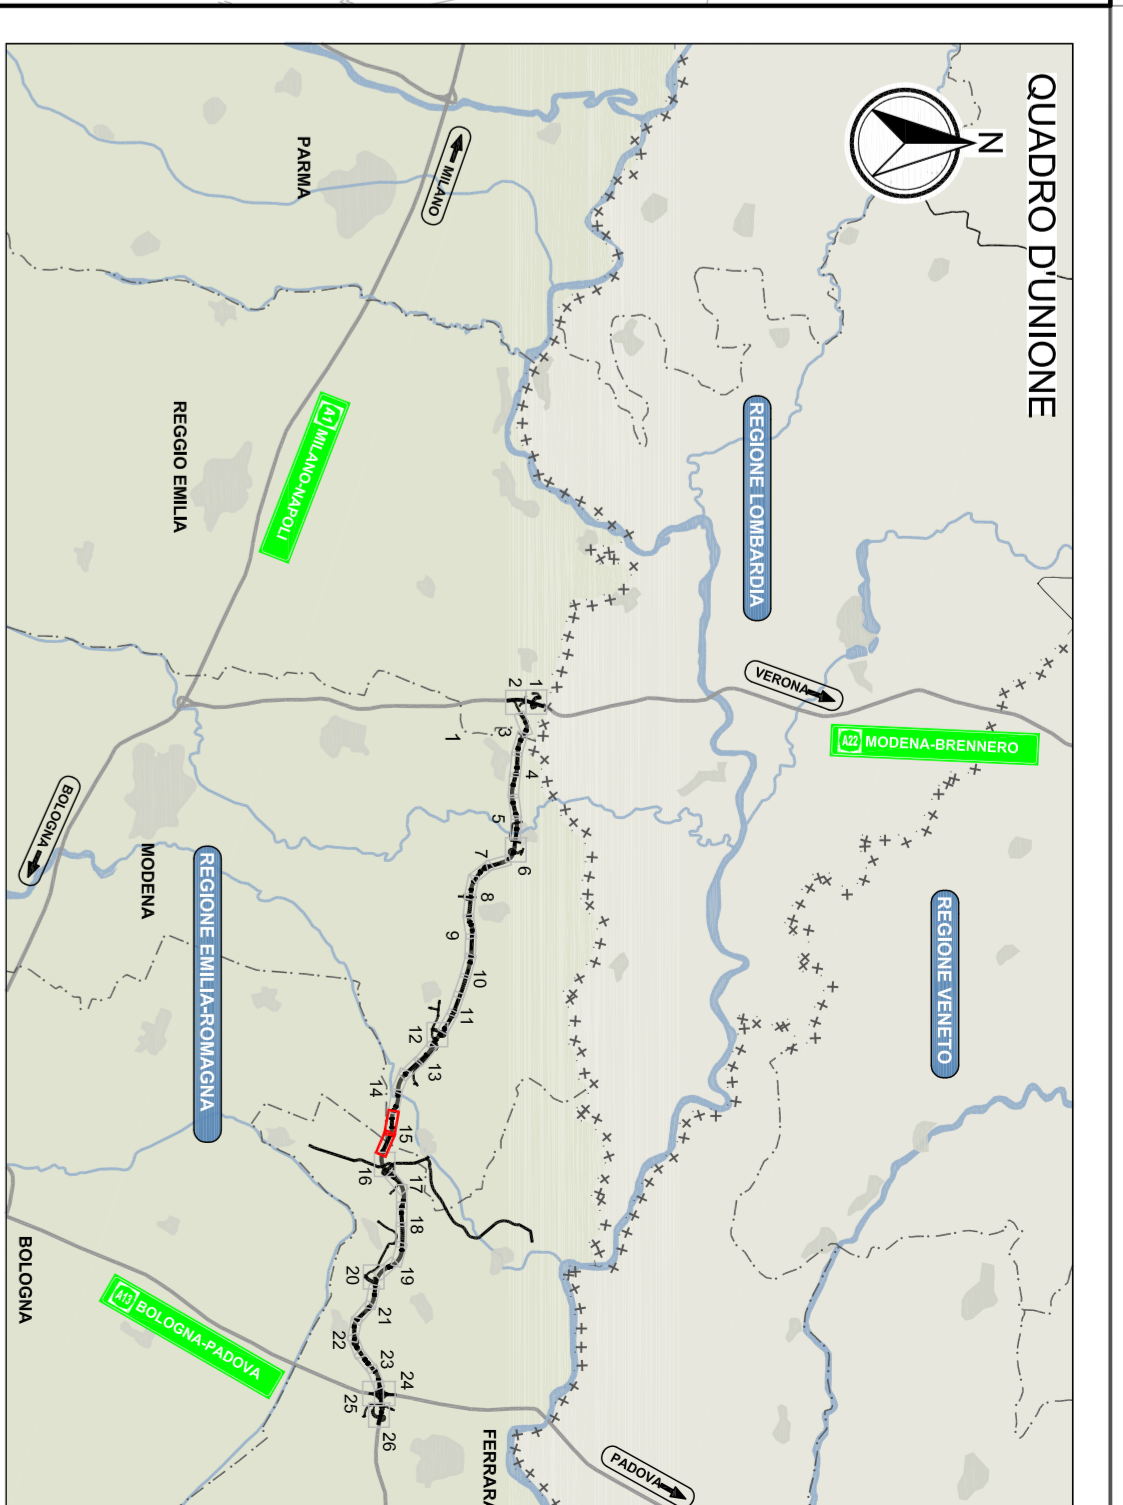 QUADRO D'UNIONE
N
REGIONE LOMBARDIA
VERONA
A22 MODENA-BRENNERO
REGIONE VENETO
PARMA
MILANO
A1 MILANO-NAPOLI
REGGIO EMILIA
BOLOGNA
MODENA
REGIONE EMILIA-ROMAGNA
1
2
1
3
4
5
6
7
8
9
10
11
12
13
14
15
16
17
18
19
20
21
22
23
24
25
26
BOLOGNA
A13 BOLOGNA-PADOVA
FERRARA
PADOVA